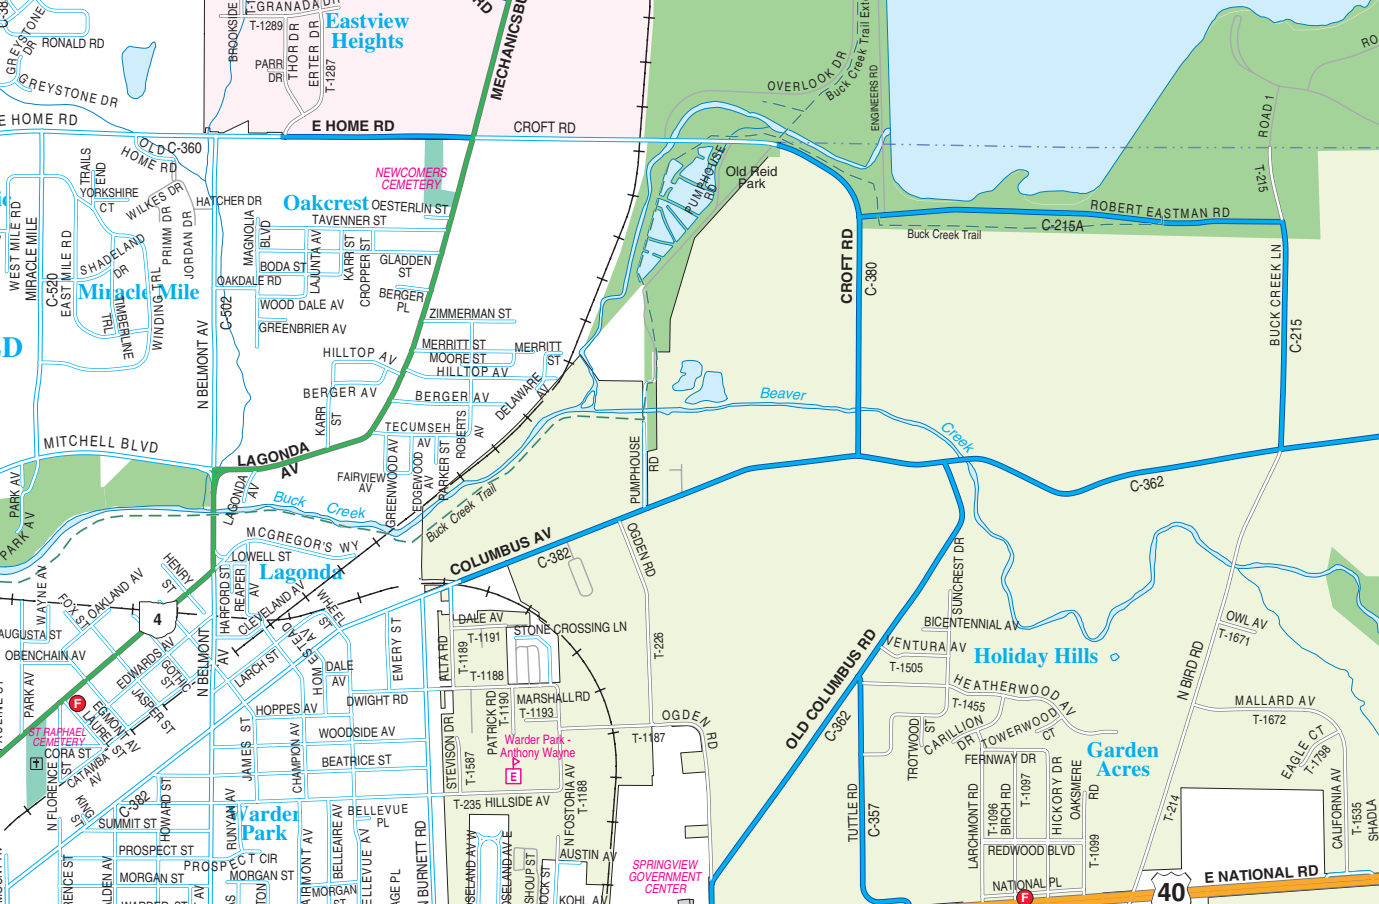 GREYSTONE
DR
RONALD RD
GREYSTONE DR
E HOME RD
BROOKSIDE
GRANADA DR
T-1289
PARR
DR
THOR DR
ERTER DR
T-1287
Eastview
Heights
RD
E HOME RD
CROFT RD
OVERLOOK DR
Buck Creek Trail Ext
ENGINEERS RD
ROAD 1
T-215
RO
OLD
HOME RD
C-360
TRAILS
END
YORKSHIRE
CT
WILKES DR
HATCHER DR
PRIMM DR
JORDAN DR
SHADELAND
DR
Miracle Mile
WEST MILE RD
MIRACLE MILE
C-520
EAST MILE RD
TIMBERLINE
TRL
WINDING TRL
N BELMONT AV
C-502
NEWCOMERS
CEMETERY
Oakcrest
OESTERLIN ST
TAVENNER ST
MAGNOLIA
BLVD
LAJUNTA AV
KARR ST
CROPPER ST
GLADDEN
ST
BODA ST
OAKDALE RD
WOOD DALE AV
BERGER
PL
GREENBRIER AV
ZIMMERMAN ST
MERRITT ST
MOORE ST
MERRITT
ST
HILLTOP AV
HILLTOP AV
BERGER AV
BERGER AV
DELAWARE
AV
KARR
ST
TECUMSEH
AV
ROBERTS
AV
GREENWOOD AV
EDGEWOOD
AV
PARKER ST
FAIRVIEW
AV
MITCHELL BLVD
LAGONDA
AV
LAGONDA
AV
PARK AV
PARK AV
Buck Creek
Buck Creek Trail
PUMPHOUSE
RD
Old Reid
Park
PUMPHOUSE
RD
CROFT RD
C-380
ROBERT EASTMAN RD
C-215A
Buck Creek Trail
BUCK CREEK LN
C-215
Beaver
Creek
C-362
COLUMBUS AV
C-382
OGDEN RD
T-226
MCGREGOR'S WY
LOWELL ST
Lagonda
HENRY
ST
HARFORD ST
REAPER
AV
CLEVELAND AV
WHEEL
ST
WAYNE AV
FOX ST
OAKLAND AV
4
AUGUSTA ST
OBENCHAIN AV
EDWARDS AV
GOTHIC
JASPER ST
N BELMONT
AV
LARCH ST
HOMESTEAD AV
DALE
AV
EMERY ST
DWIGHT RD
HOPPES AV
WOODSIDE AV
BEATRICE ST
JAMES ST
CHAMPION AV
PARK AV
F
EGMONT AV
LAUREL ST
ST RAPHAEL
CEMETERY
CORA ST
CATAWBA
AV
N FLORENCE ST
KING
ST
C-382
HOWARD ST
SUMMIT ST
PROSPECT ST
PROSPECT CIR
MORGAN ST
MORGAN ST
MORGAN
RUNYAN AV
Warder
Park
BELLEAIRE AV
BELLEVUE
PL
N BURNETT RD
DALE AV
T-1191
T-1189
T-1188
ALTA RD
STONE CROSSING LN
MARSHALL RD
T-1193
PATRICK RD
T-1190
STEVISON DR
T-1587
Warder Park -
Anthony Wayne
E
T-235
HILLSIDE AV
N FOSTORIA AV
T-1188
AUSTIN AV
KOHL A
OGDEN RD
T-1187
SPRINGVIEW
GOVERNMENT
CENTER
OLD COLUMBUS RD
C-362
SUNCREST DR
BICENTENNIAL AV
VENTURA AV
T-1505
Holiday Hills
HEATHERWOOD AV
T-1455
CARILLION
DR
TOWERWOOD
CT
TROTWOOD
ST
FERNWAY DR
Garden
Acres
TUTTLE RD
C-357
LARCHMONT RD
T-1096
BIRCH RD
T-1097
HICKORY DR
OAKSMERE
RD
T-1099
REDWOOD BLVD
NATIONAL PL
F
N BIRD RD
T-214
OWL AV
T-1671
MALLARD AV
T-1672
EAGLE CT
T-1798
CALIFORNIA AV
T-1535
SHADLA
40
E NATIONAL RD